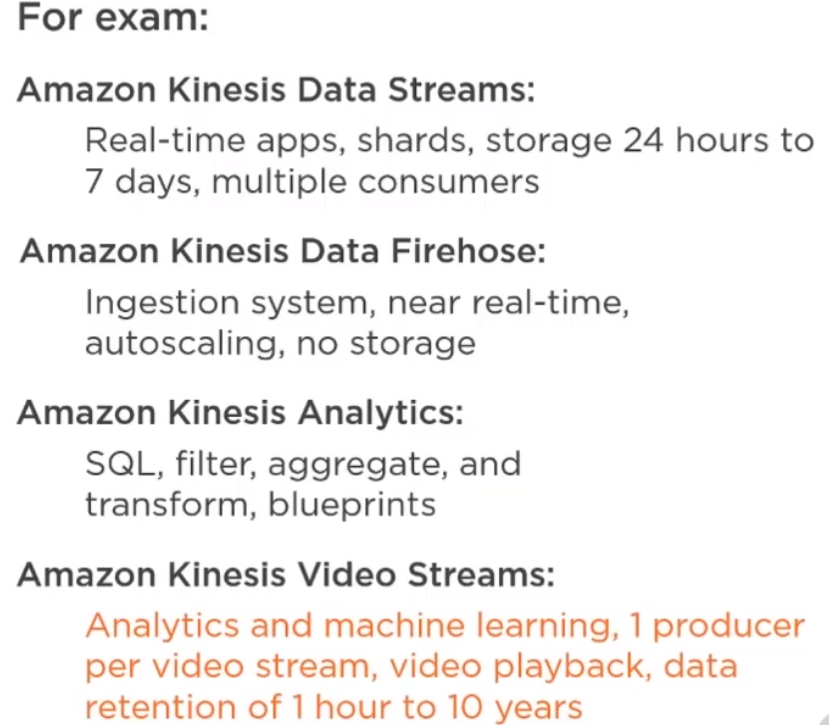 For exam:
Amazon Kinesis Data Streams:
Real-time apps, shards, storage 24 hours to
7 days, multiple consumers
Amazon Kinesis Data Firehose:
Ingestion system, near real-time,
autoscaling, no storage
Amazon Kinesis Analytics:
SQL, filter, aggregate, and
transform, blueprints
Amazon Kinesis Video Streams:
Analytics and machine learning, 1 producer
per video stream, video playback, data
retention of 1 hour to 10 years